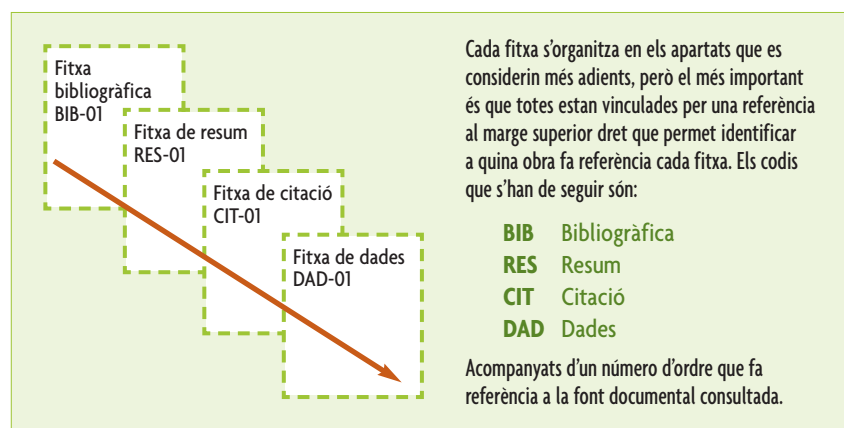 Fitxa
bibliogràfica
BIB-01
Fitxa de resum
RES-01
Fitxa de citació
CIT-01
Fitxa de dades
DAD-01
Cada fitxa s’organitza en els apartats que es
considerin més adients, però el més important
és que totes estan vinculades per una referència
al marge superior dret que permet identificar
a quina obra fa referència cada fitxa. Els codis
que s’han de seguir són:
BIB Bibliogràfica
RES Resum
CIT Citació
DAD Dades
Acompanyats d’un número d’ordre que fa
referència a la font documental consultada.